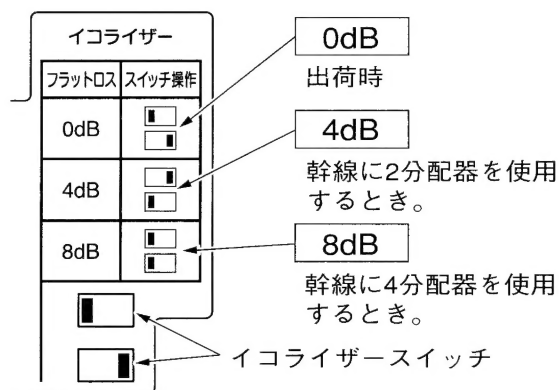 イコライザー
フラットロス スイッチ操作
0dB
4dB
8dB
0dB
出荷時
4dB
幹線に2分配器を使用
するとき。
8dB
幹線に4分配器を使用
するとき。
イコライザースイッチ